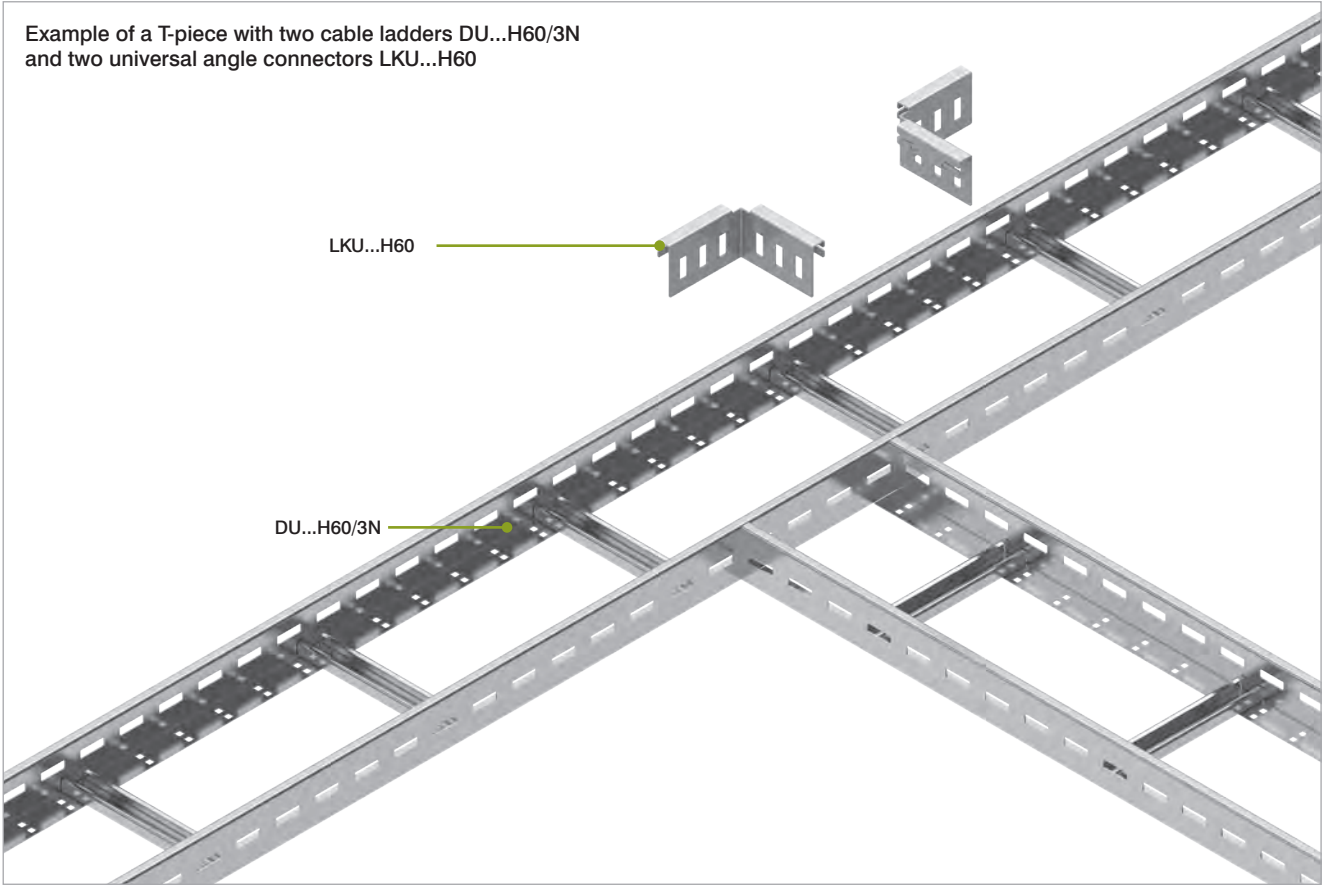 Example of a T-piece with two cable ladders DU...H60/3N
and two universal angle connectors LKU...H60
LKU...H60
DU...H60/3N